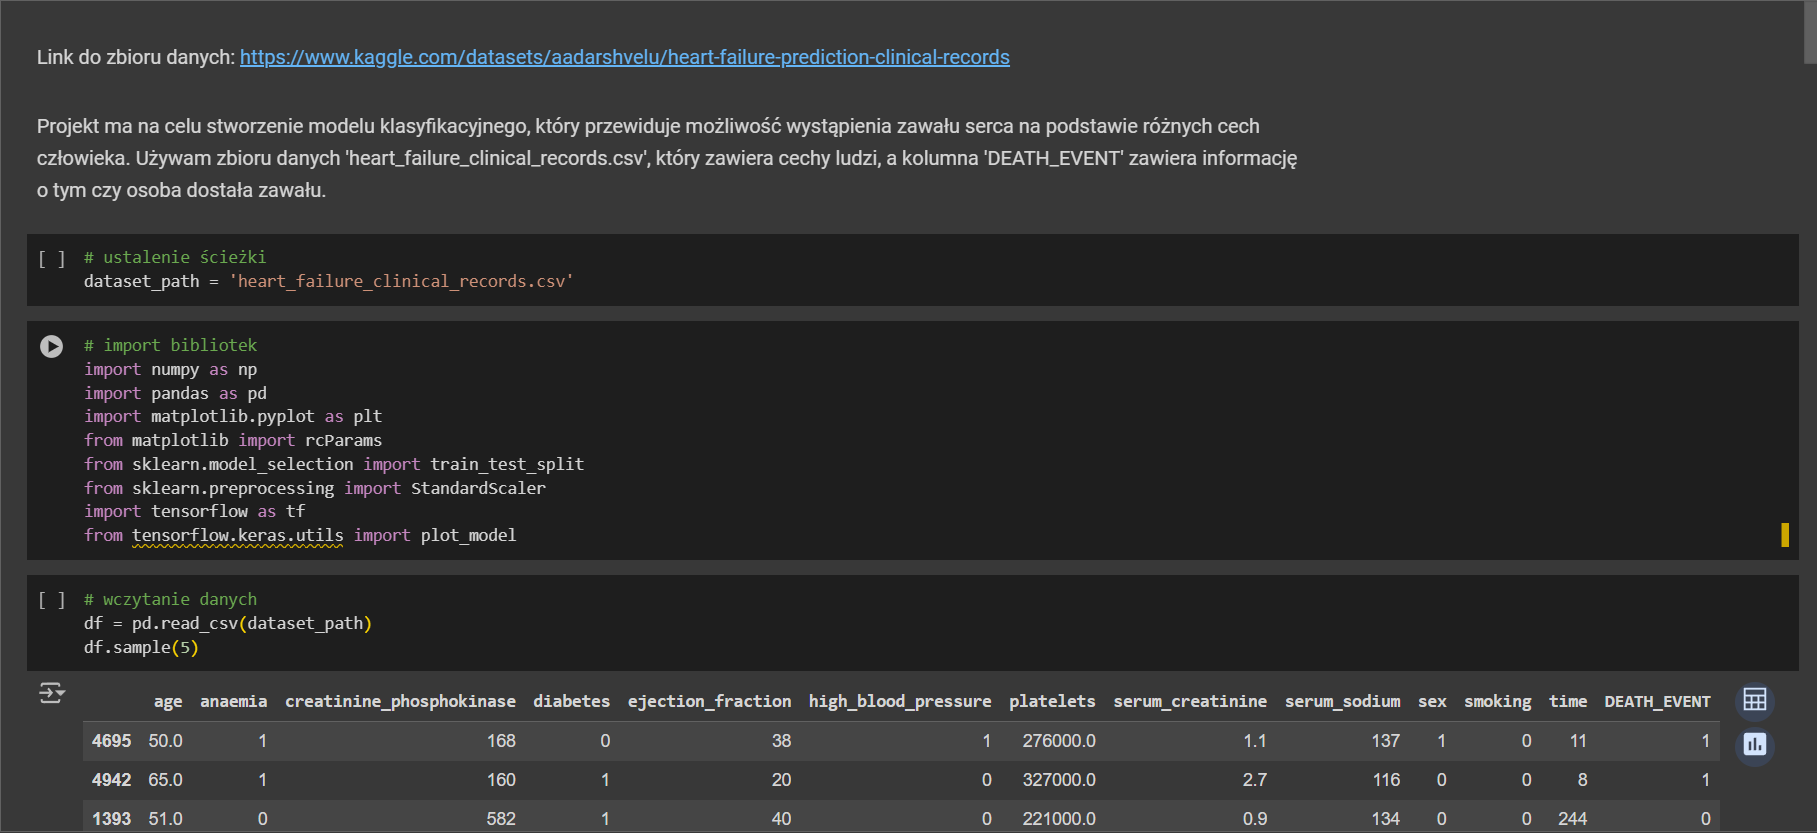 Link do zbioru danych: https://www.kaggle.com/datasets/aadarshvelu/heart-failure-prediction-clinical-records
Projekt ma na celu stworzenie modelu klasyfikacyjnego, który przewiduje możliwość wystąpienia zawału serca na podstawie różnych cech
człowieka. Używam zbioru danych 'heart_failure_clinical_records.csv', który zawiera cechy ludzi, a kolumna 'DEATH_EVENT' zawiera informację
o tym czy osoba dostała zawału.
[ ] # ustalenie ścieżki
dataset_path = 'heart_failure_clinical_records.csv'
# import bibliotek
import numpy as np
import pandas as pd
import matplotlib.pyplot as plt
from matplotlib import rcParams
from sklearn.model_selection import train_test_split
from sklearn.preprocessing import StandardScaler
import tensorflow as tf
from tensorflow.keras.utils import plot_model
[ ] # wczytanie danych
df = pd.read_csv(dataset_path)
df.sample(5)
age anaemia creatinine_phosphokinase diabetes ejection_fraction high_blood_pressure platelets serum_creatinine serum_sodium sex smoking time DEATH_EVENT
4695 50.0 1 168 0 38 1 276000.0 1.1 137 1 0 11 1
4942 65.0 1 160 1 20 0 327000.0 2.7 116 0 0 8 1
1393 51.0 0 582 1 40 0 221000.0 0.9 134 0 0 244 0